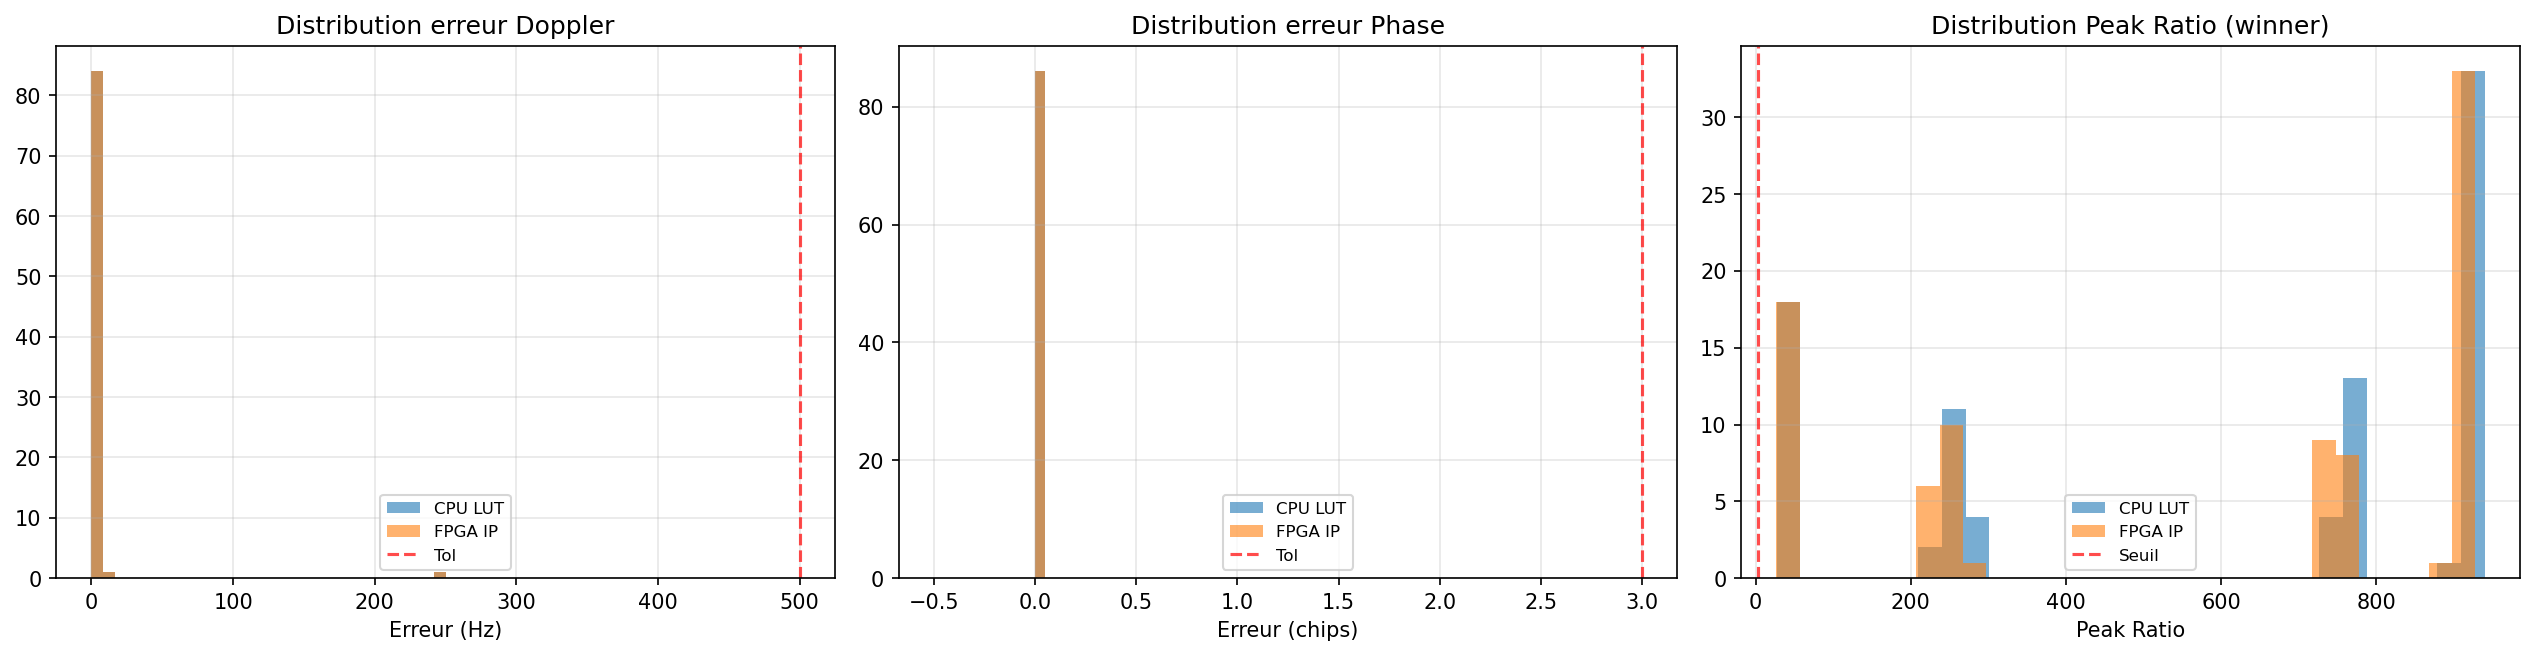 Distribution erreur Doppler
80
70
60
50
40
30
20
10
0
0 100 200 300 400 500
Erreur (Hz)
CPU LUT
FPGA IP
Tol
Distribution erreur Phase
80
60
40
20
0
−0.5 0.0 0.5 1.0 1.5 2.0 2.5 3.0
Erreur (chips)
CPU LUT
FPGA IP
Tol
Distribution Peak Ratio (winner)
30
25
20
15
10
5
0
0 200 400 600 800
Peak Ratio
CPU LUT
FPGA IP
Seuil